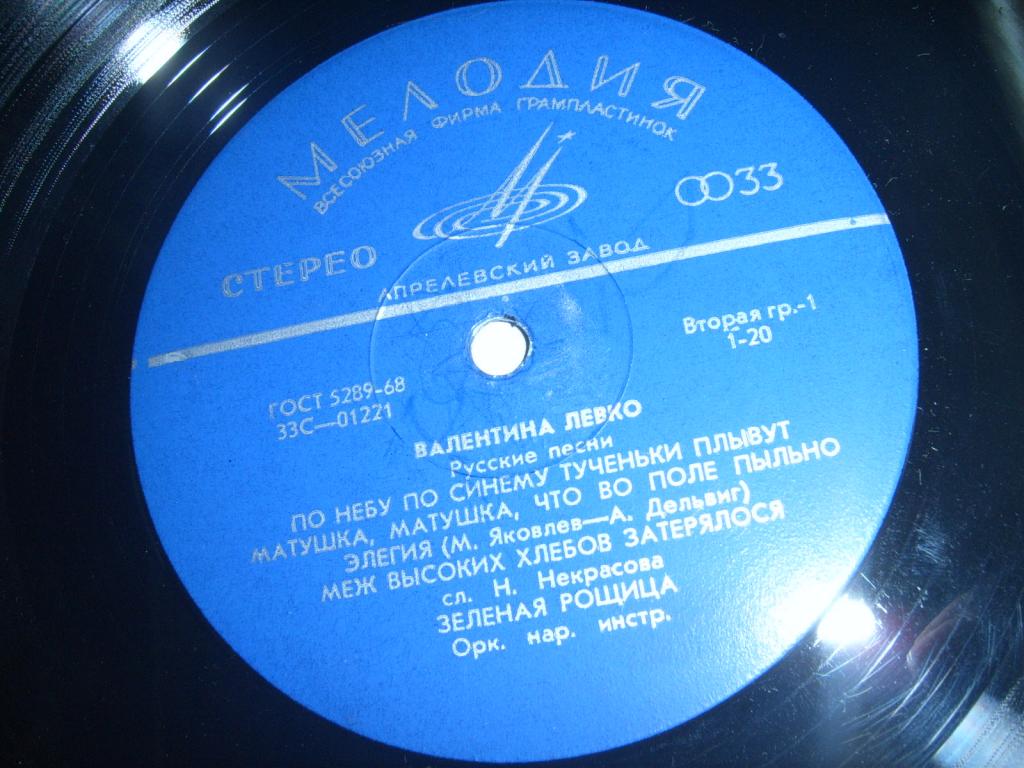 МЕЛОДИЯ
ВСЕСОЮЗНАЯ ФИРМА ГРАМПЛАСТИНОК
СТЕРЕО
33
АПРЕЛЕВСКИЙ ЗАВОД
ГОСТ 5289-68
33С—01221
Вторая гр.-1
1-20
ВАЛЕНТИНА ЛЕВКО
Русские песни
ПО НЕБУ ПО СИНЕМУ ТУЧЕНЬКИ ПЛЫВУТ
МАТУШКА, МАТУШКА, ЧТО ВО ПОЛЕ ПЫЛЬНО
ЭЛЕГИЯ (М. Яковлев—А. Дельвиг)
МЕЖ ВЫСОКИХ ХЛЕБОВ ЗАТЕРЯЛОСЯ
сл. Н. Некрасова
ЗЕЛЕНАЯ РОЩИЦА
Орк. нар. инстр.